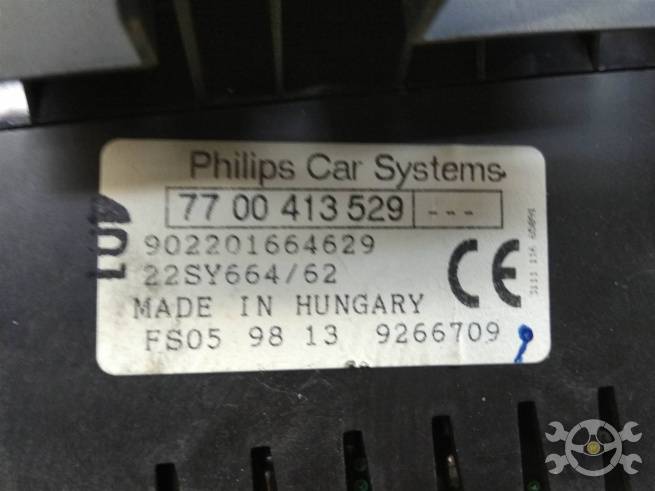 Philips Car Systems
77 00 413 529 ---
902201664629
22SY664/62
CE
MADE IN HUNGARY
FS05 98 13 9266709